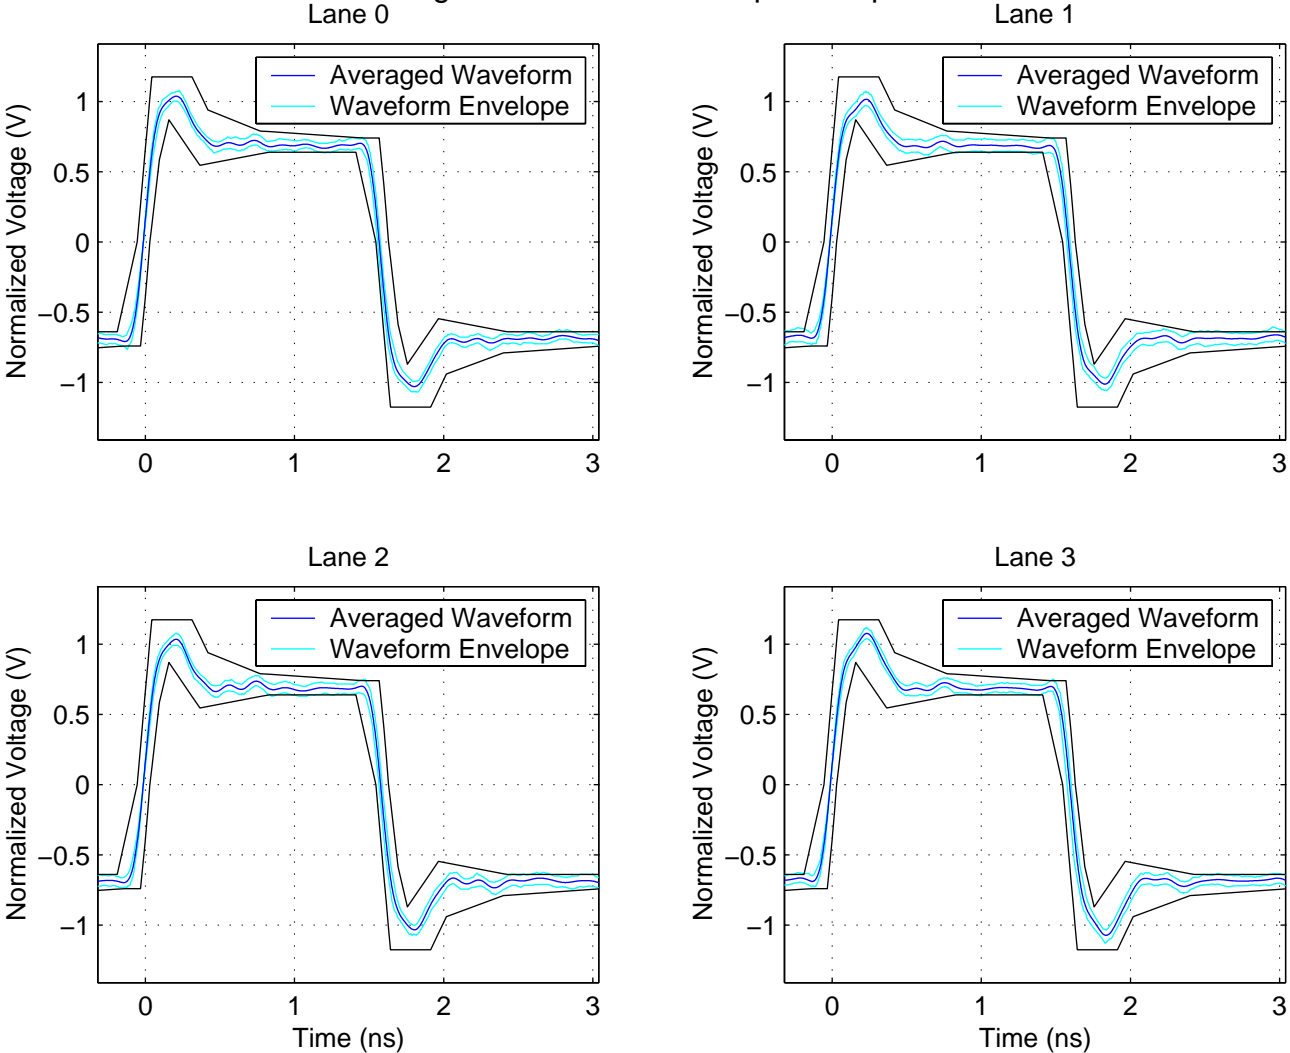 Lane 0
Normalized Voltage (V)
1
0.5
0
−0.5
−1
0 1 2 3
Averaged Waveform
Waveform Envelope
Lane 1
Normalized Voltage (V)
1
0.5
0
−0.5
−1
0 1 2 3
Averaged Waveform
Waveform Envelope
Lane 2
Normalized Voltage (V)
1
0.5
0
−0.5
−1
0 1 2 3
Time (ns)
Averaged Waveform
Waveform Envelope
Lane 3
Normalized Voltage (V)
1
0.5
0
−0.5
−1
0 1 2 3
Time (ns)
Averaged Waveform
Waveform Envelope